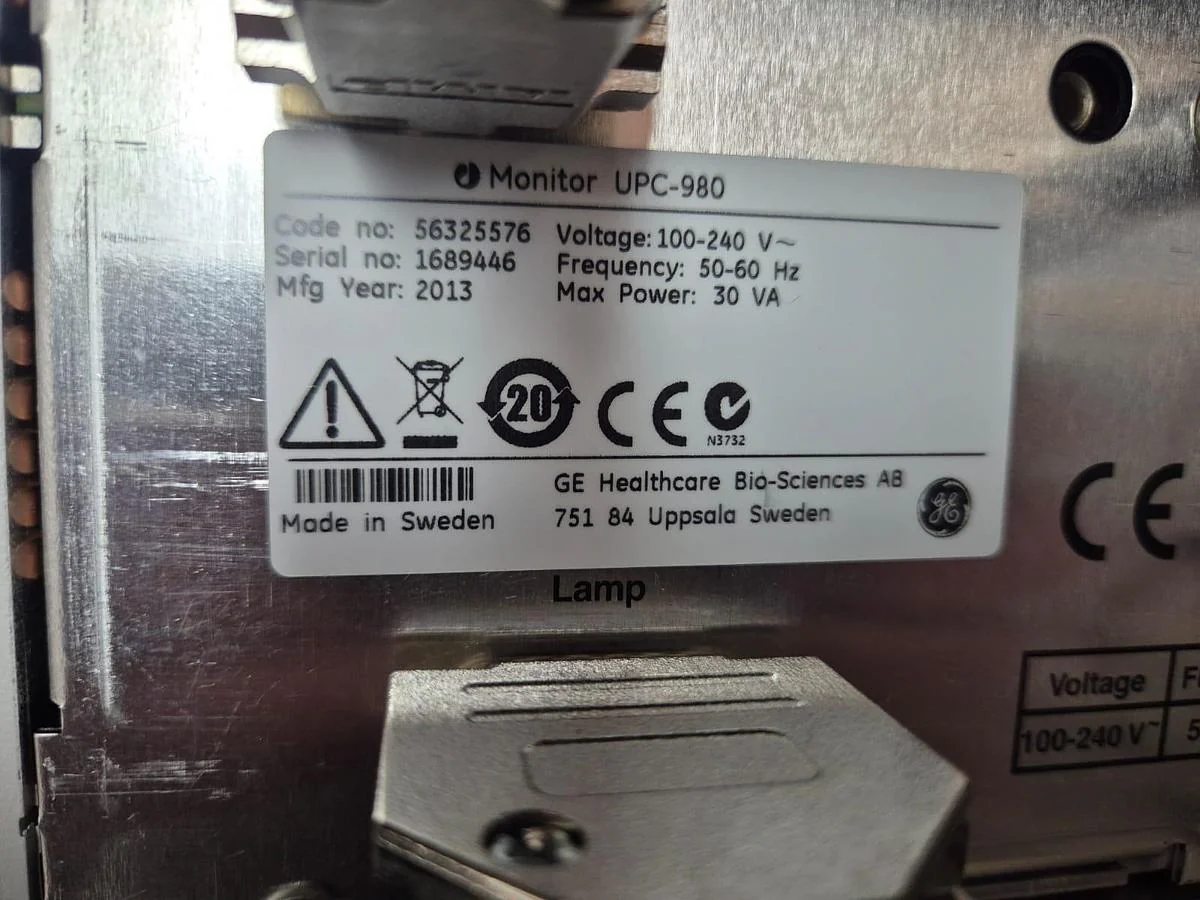 Monitor UPC-980
Code no: 56325576
Serial no: 1689446
Mfg Year: 2013
Voltage: 100-240 V~
Frequency: 50-60 Hz
Max Power: 30 VA
20
CE
N3732
Made in Sweden
GE Healthcare Bio-Sciences AB
751 84 Uppsala Sweden
GE
Lamp
CE
Voltage
100-240 V~
5